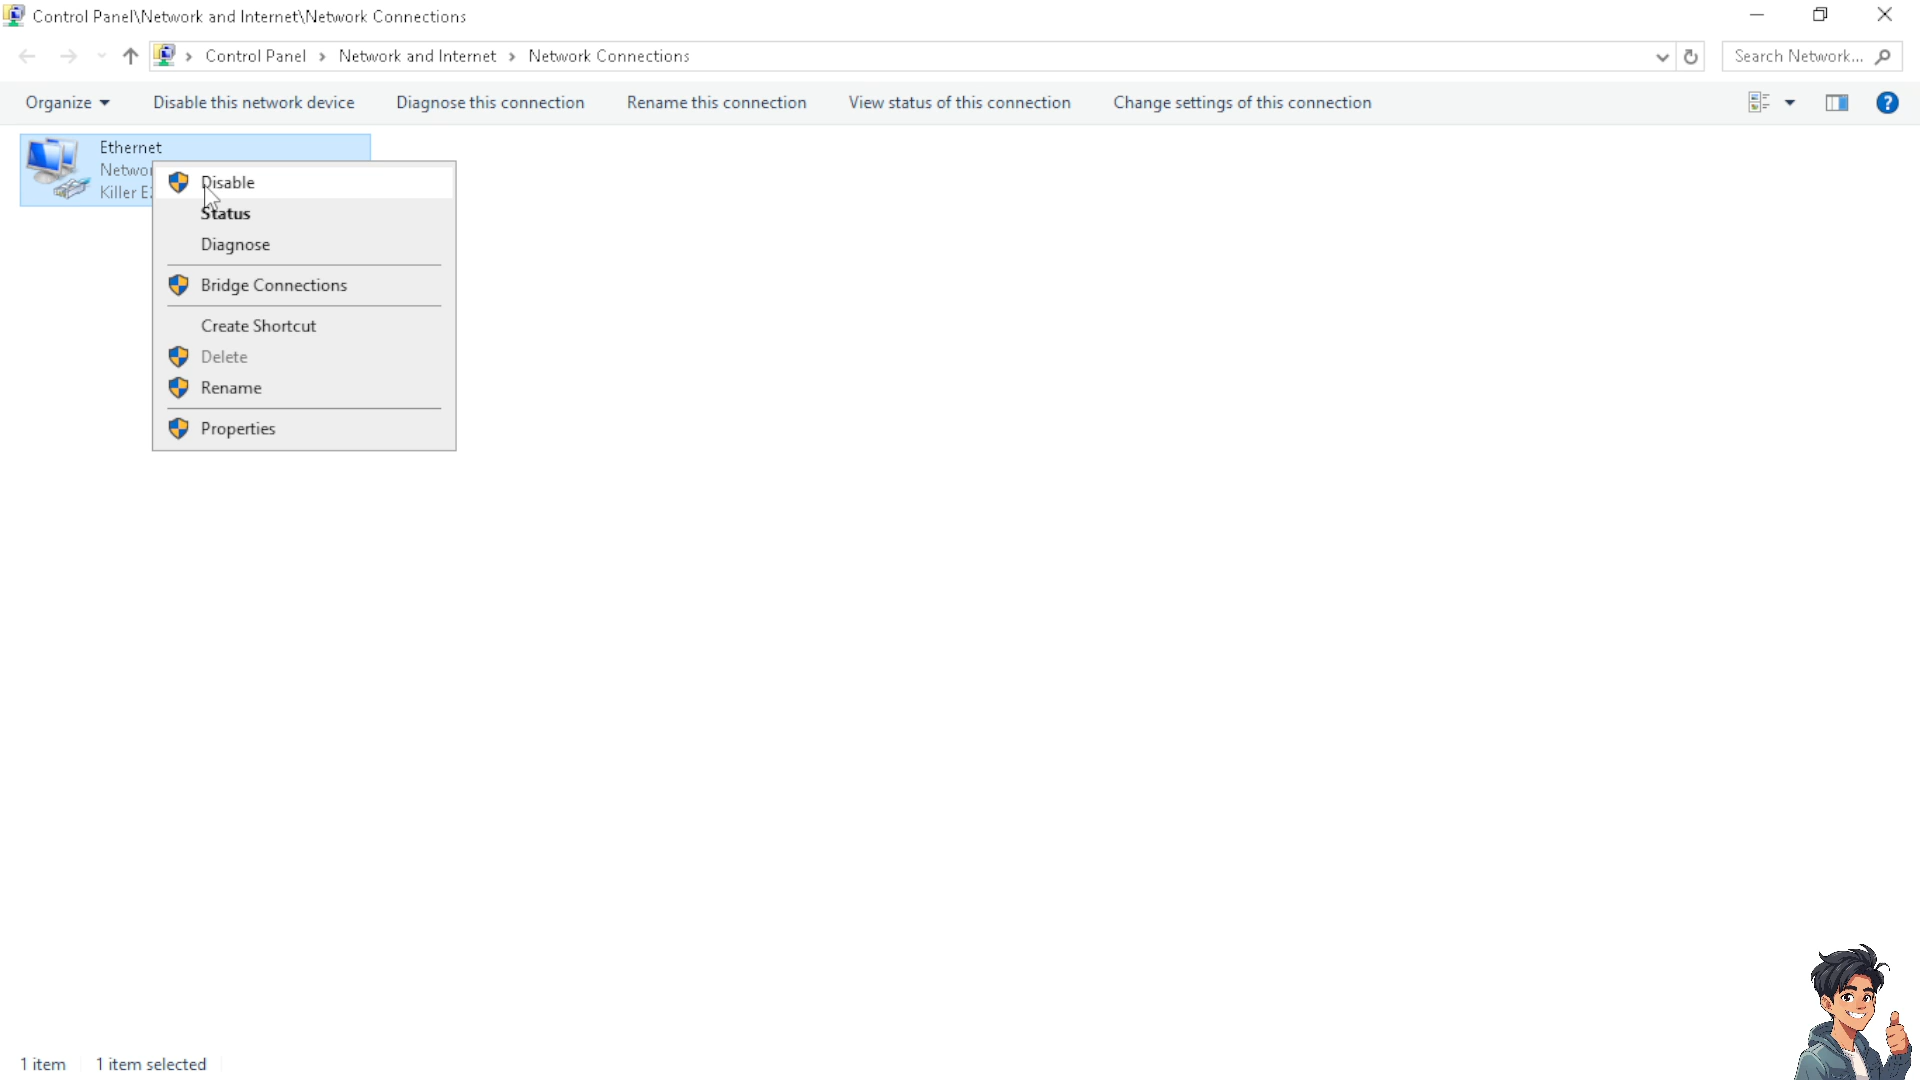 Control Panel\Network and Internet\Network Connections
Control Panel > Network and Internet > Network Connections
Search Network...
Organize
Disable this network device
Diagnose this connection
Rename this connection
View status of this connection
Change settings of this connection
Ethernet
Killer
Disable
Status
Diagnose
Bridge Connections
Create Shortcut
Delete
Rename
Properties
1 item
1 item selected